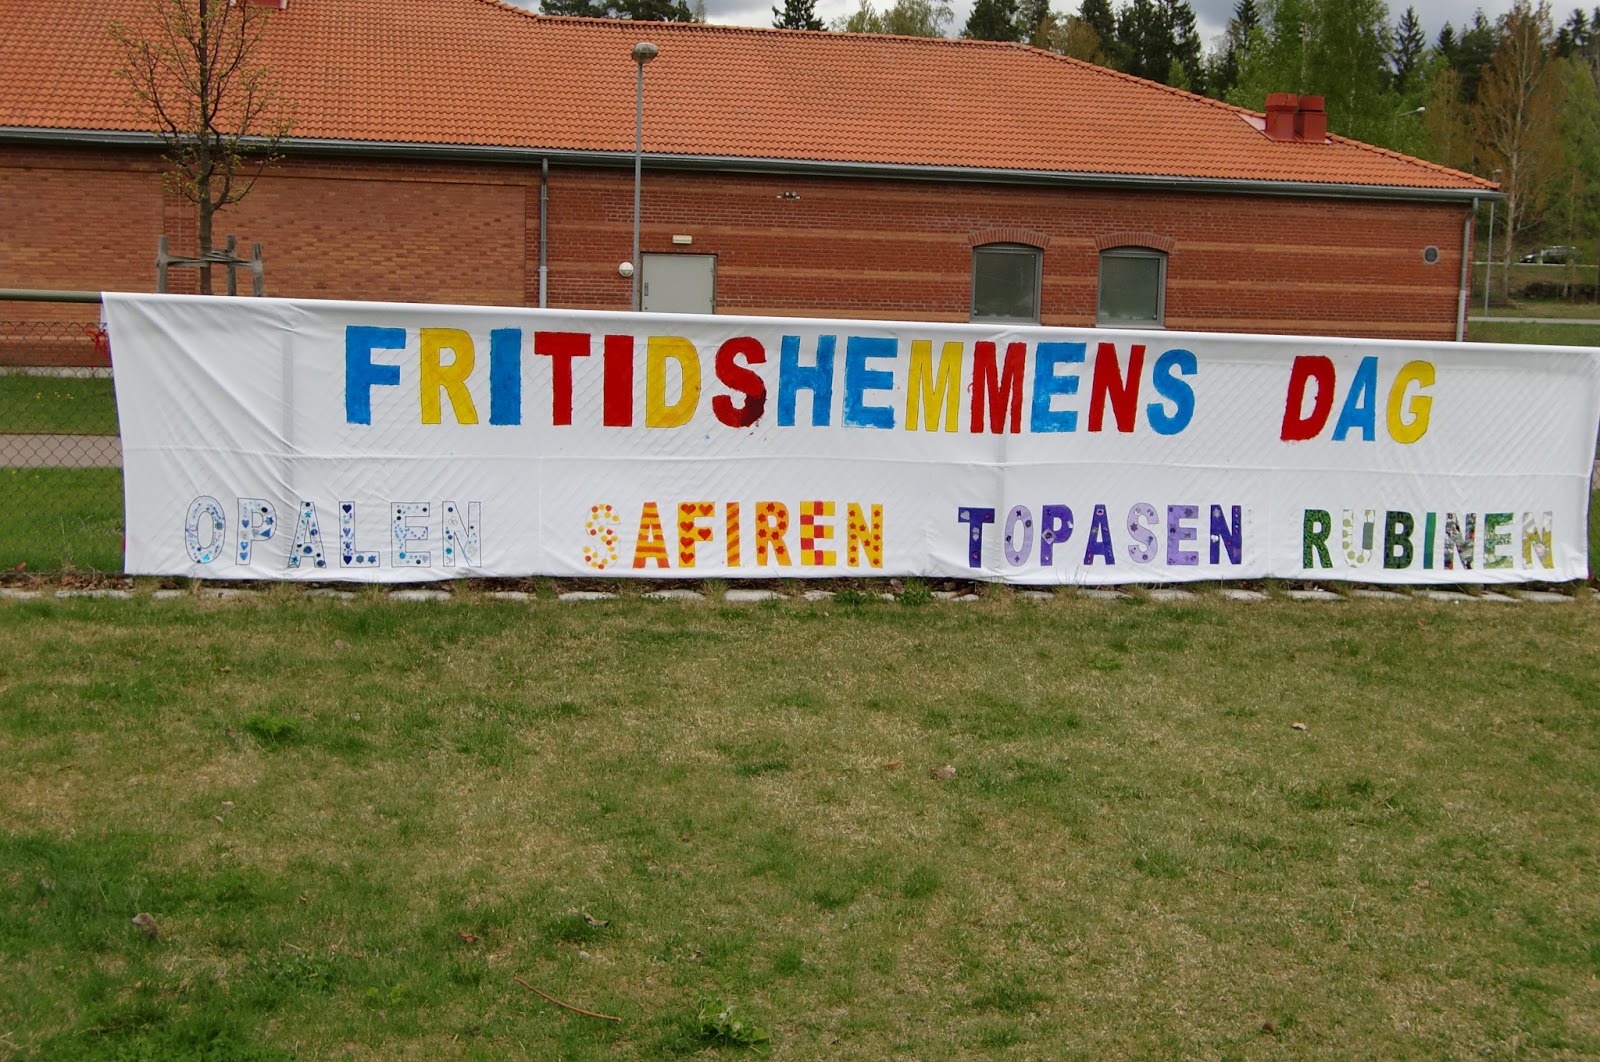 FRITIDSHEMMENS DAG
OPALEN SAFIREN TOPASEN RUBINEN